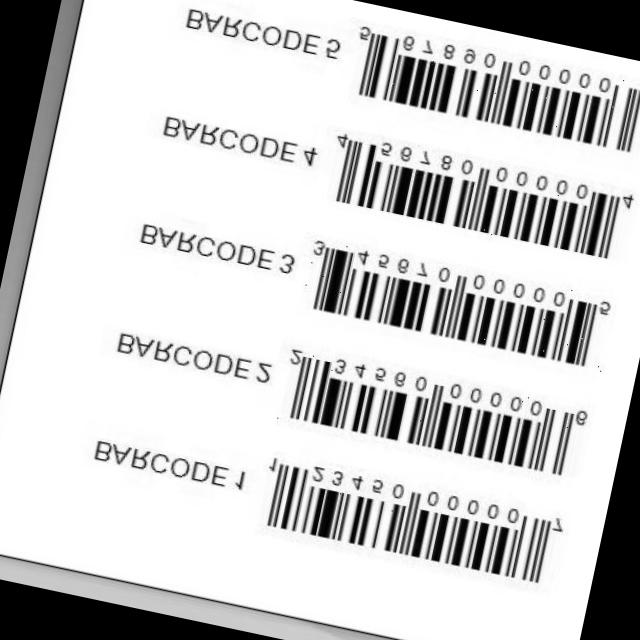 BARCODE 1 1 23450 00000 7
BARCODE 2 2 34560 00000 6
BARCODE 3 3 45670 00000 5
BARCODE 4 4 56780 00000 4
BARCODE 5 5 67890 00000